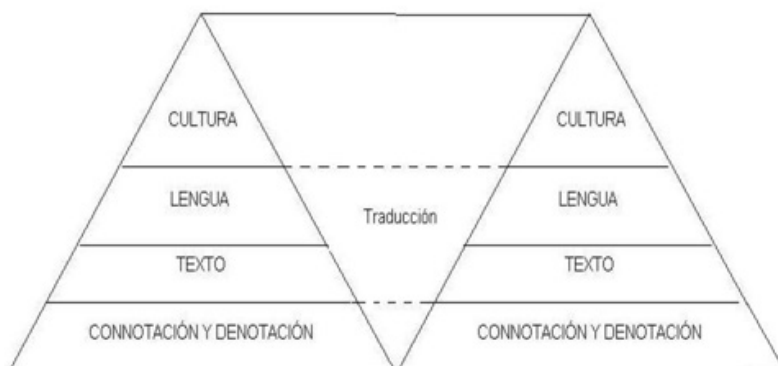 CULTURA
CULTURA
LENGUA
LENGUA
Traducción
TEXTO
TEXTO
CONNOTACIÓN Y DENOTACIÓN
CONNOTACIÓN Y DENOTACIÓN